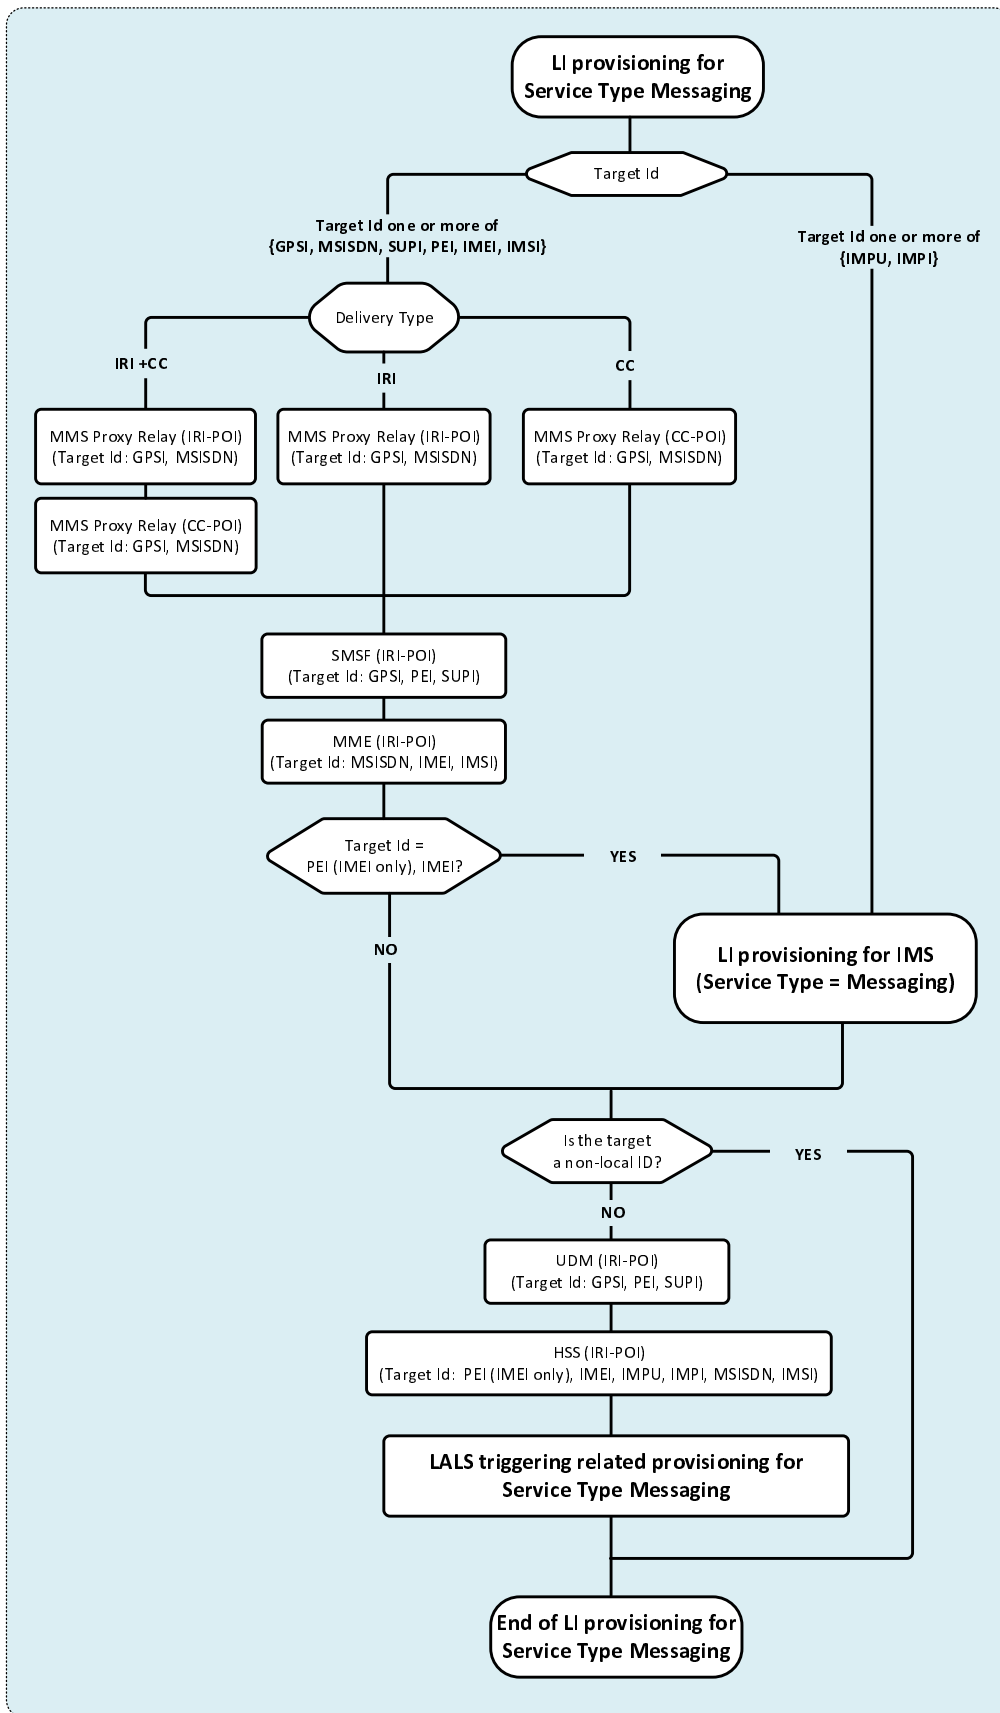 LI provisioning for
Service Type Messaging
Target Id
Target Id one or more of
{GPSI, MSISDN, SUPI, PEI, IMEI, IMSI}
Target Id one or more of
{IMPU, IMPI}
Delivery Type
IRI +CC
IRI
CC
MMS Proxy Relay (IRI-POI)
(Target Id: GPSI, MSISDN)
MMS Proxy Relay (IRI-POI)
(Target Id: GPSI, MSISDN)
MMS Proxy Relay (CC-POI)
(Target Id: GPSI, MSISDN)
MMS Proxy Relay (CC-POI)
(Target Id: GPSI, MSISDN)
SMSF (IRI-POI)
(Target Id: GPSI, PEI, SUPI)
MME (IRI-POI)
(Target Id: MSISDN, IMEI, IMSI)
Target Id =
PEI (IMEI only), IMEI?
YES
NO
LI provisioning for IMS
(Service Type = Messaging)
Is the target
a non-local ID?
YES
NO
UDM (IRI-POI)
(Target Id: GPSI, PEI, SUPI)
HSS (IRI-POI)
(Target Id: PEI (IMEI only), IMEI, IMPU, IMPI, MSISDN, IMSI)
LALS triggering related provisioning for
Service Type Messaging
End of LI provisioning for
Service Type Messaging